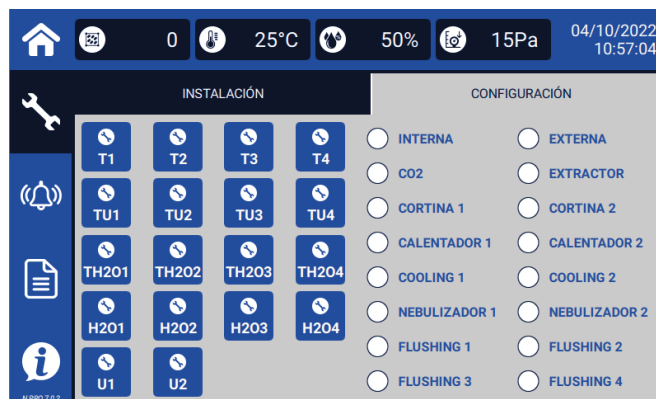 0 25°C 50% 15Pa 04/10/2022
10:57:04
INSTALACIÓN CONFIGURACIÓN
T1 T2 T3 T4 INTERNA EXTERNA
CO2 EXTRACTOR
TU1 TU2 TU3 TU4 CORTINA 1 CORTINA 2
CALENTADOR 1 CALENTADOR 2
TH2O1 TH2O2 TH2O3 TH2O4 COOLING 1 COOLING 2
H2O1 H2O2 H2O3 H2O4 NEBULIZADOR 1 NEBULIZADOR 2
FLUSHING 1 FLUSHING 2
U1 U2 FLUSHING 3 FLUSHING 4